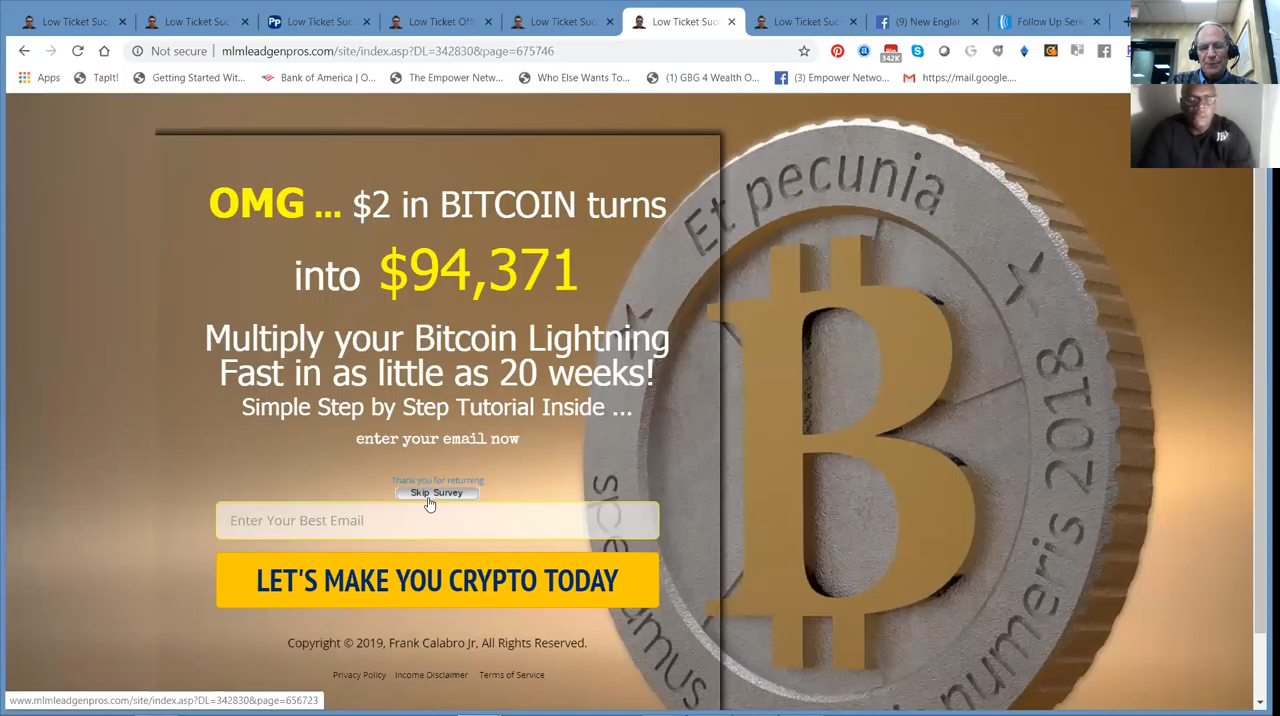 Low Ticket Suc
Low Ticket Suc
Low Ticket Suc
Low Ticket Off
Low Ticket Suc
Low Ticket Suc
Low Ticket Suc
(9) New Englar
Follow Up Serie
Not secure
mlmleadgenpros.com/site/index.asp?DL=342830&page=675746
342K
Apps
TapIt!
Getting Started Wit...
Bank of America | O...
The Empower Netw...
Who Else Wants To...
(1) GBG 4 Wealth O...
(3) Empower Netwo...
https://mail.google....
OMG ... $2 in BITCOIN turns
into $94,371
Multiply your Bitcoin Lightning
Fast in as little as 20 weeks!
Simple Step by Step Tutorial Inside ...
enter your email now
Thank you for returning
Skip Survey
Enter Your Best Email
LET'S MAKE YOU CRYPTO TODAY
Copyright © 2019, Frank Calabro Jr, All Rights Reserved.
Privacy Policy
Income Disclaimer
Terms of Service
Et pecunia
2018
www.mlmleadgenpros.com/site/index.asp?DL=342830&page=656723